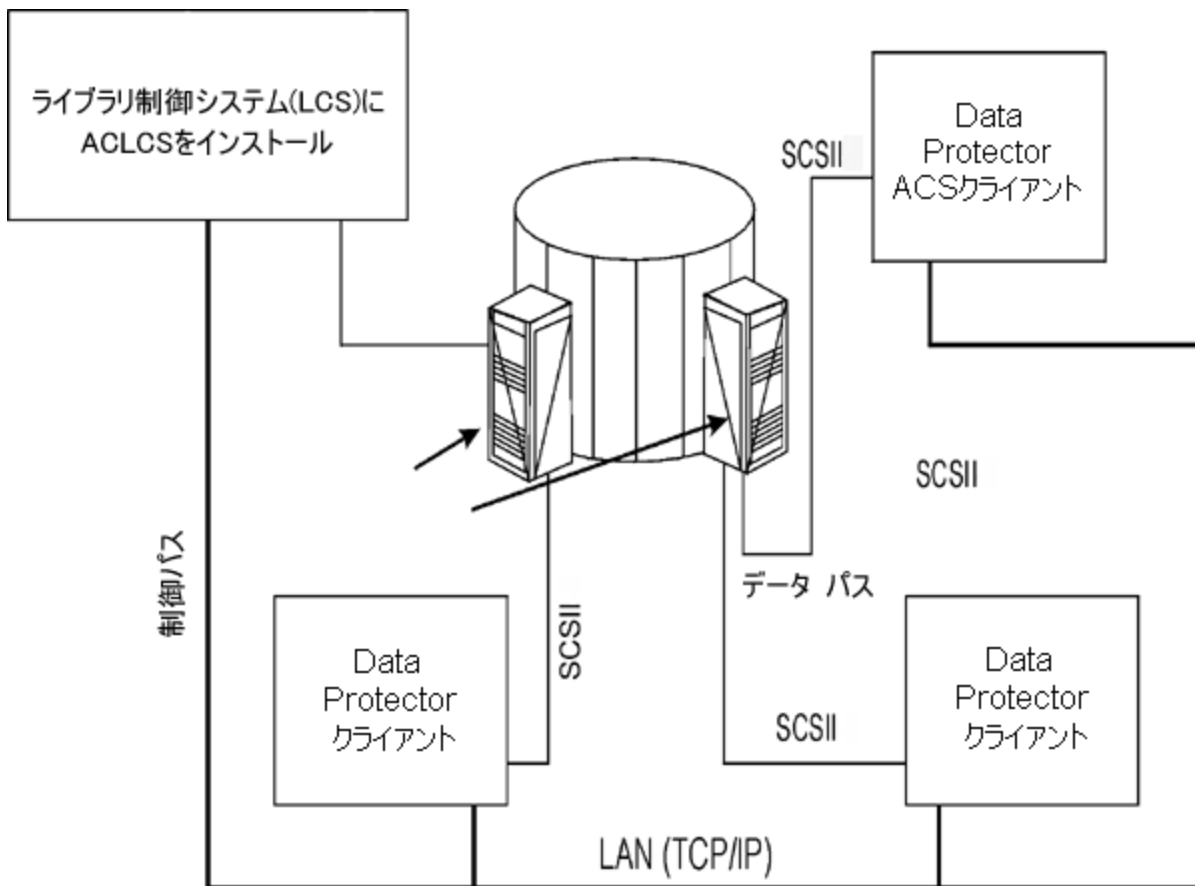 ライブラリ制御システム(LCS)に
ACLCSをインストール
SCSII
Data
Protector
ACSクライアント
SCSII
制御パス
データ パス
SCSII
Data
Protector
クライアント
SCSII
Data
Protector
クライアント
LAN (TCP/IP)